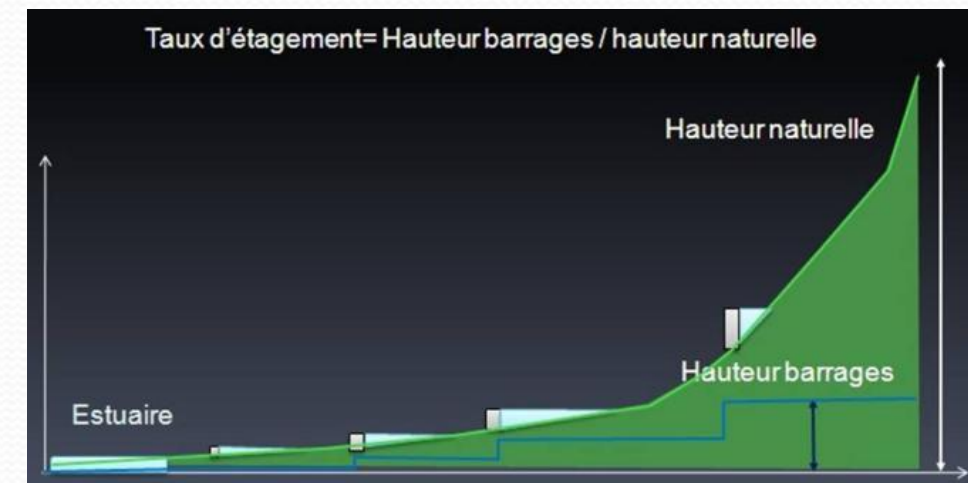 Taux d'étagement= Hauteur barrages / hauteur naturelle
Hauteur naturelle
Hauteur barrages
Estuaire